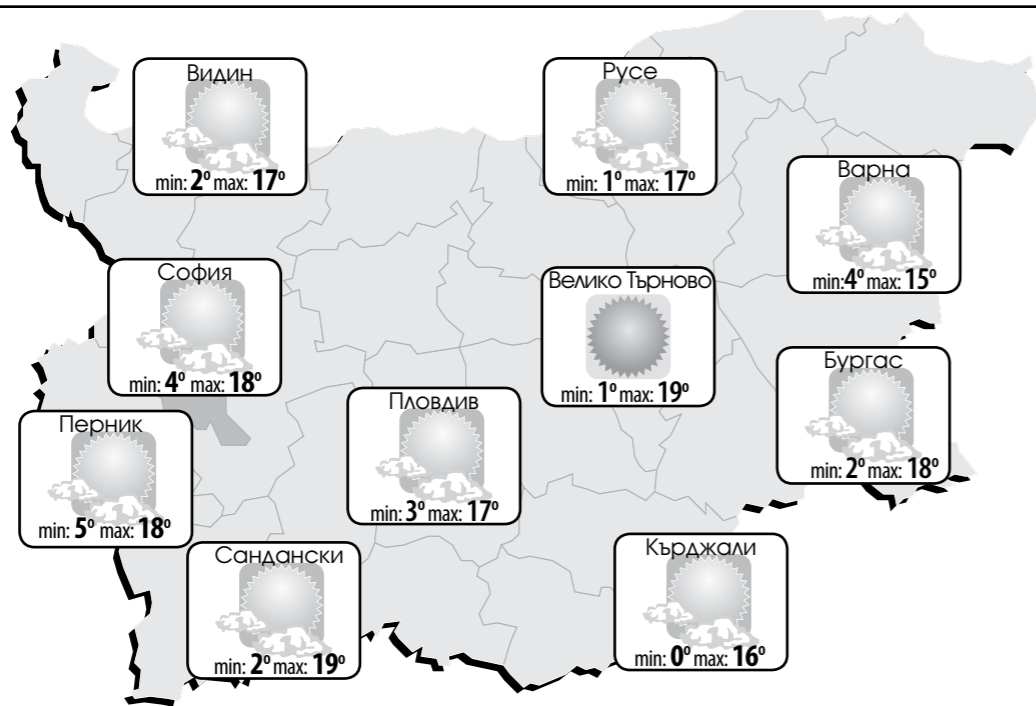 Видин
min: 2° max: 17°
Русе
min: 1° max: 17°
Варна
min:4° max: 15°
София
min: 4° max: 18°
Велико Търново
min: 1° max: 19°
Бургас
min: 2° max: 18°
Пловдив
min: 3° max: 17°
Перник
min: 5° max: 18°
Сандански
min: 2° max: 19°
Кърджали
min: 0° max: 16°